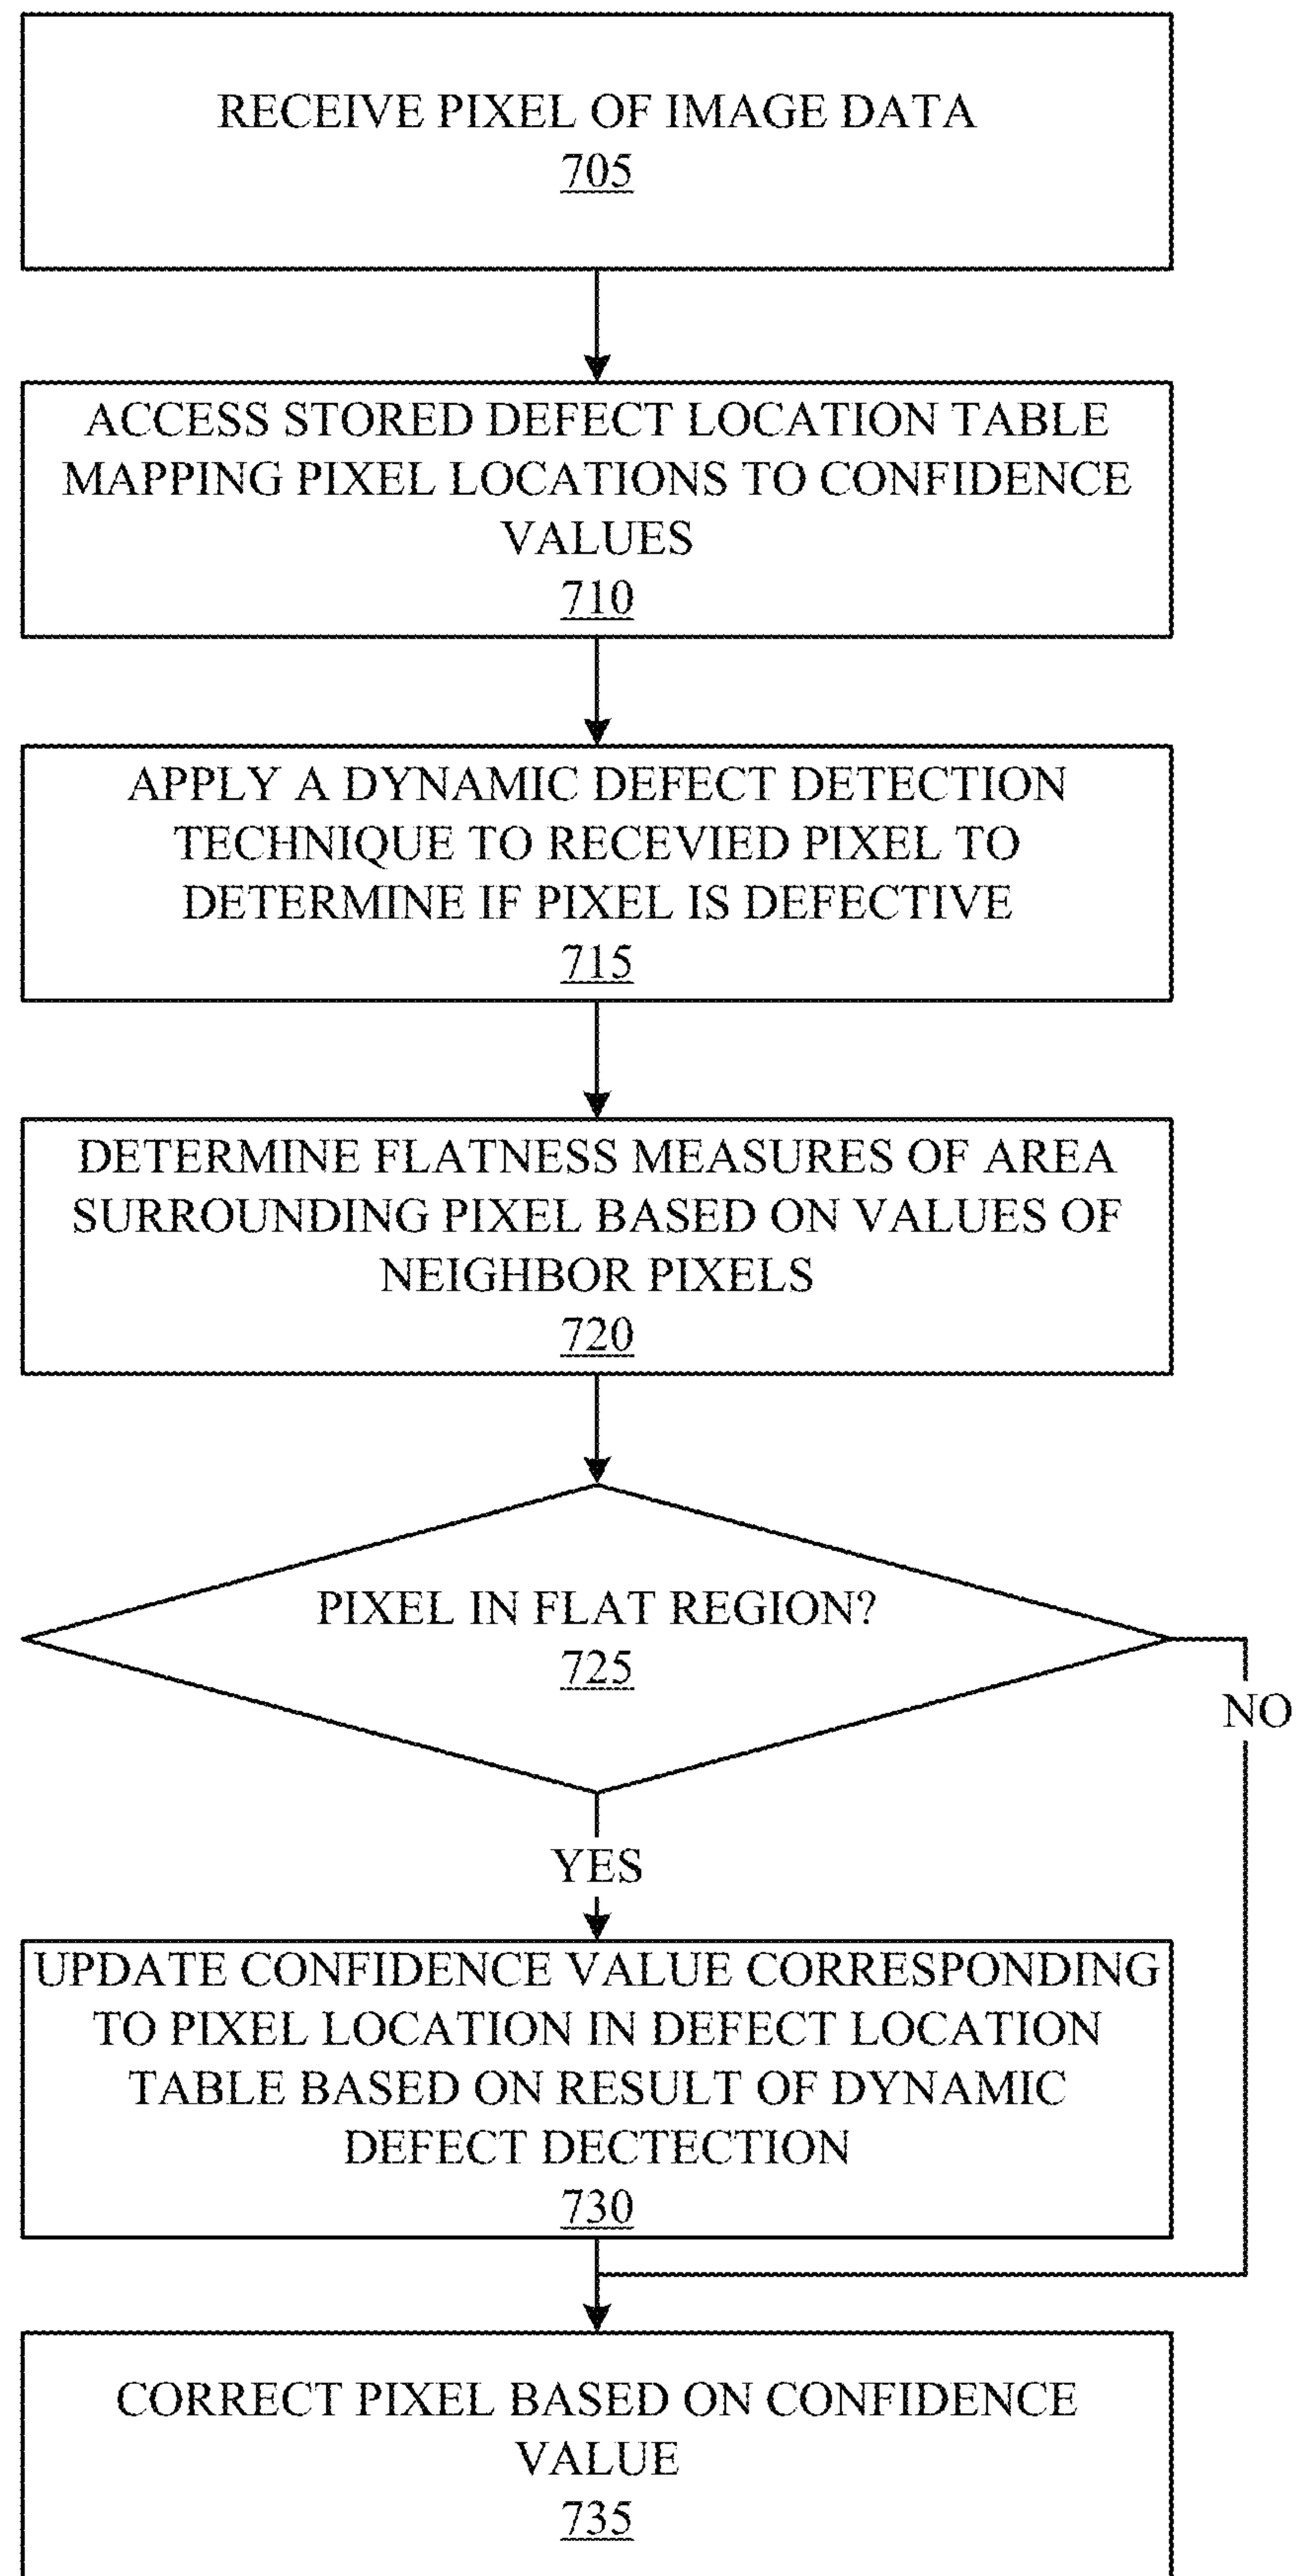 RECEIVE PIXEL OF IMAGE DATA
705
ACCESS STORED DEFECT LOCATION TABLE
MAPPING PIXEL LOCATIONS TO CONFIDENCE
VALUES
710
APPLY A DYNAMIC DEFECT DETECTION
TECHNIQUE TO RECEVIED PIXEL TO
DETERMINE IF PIXEL IS DEFECTIVE
715
DETERMINE FLATNESS MEASURES OF AREA
SURROUNDING PIXEL BASED ON VALUES OF
NEIGHBOR PIXELS
720
PIXEL IN FLAT REGION?
725
NO
YES
UPDATE CONFIDENCE VALUE CORRESPONDING
TO PIXEL LOCATION IN DEFECT LOCATION
TABLE BASED ON RESULT OF DYNAMIC
DEFECT DECTECTION
730
CORRECT PIXEL BASED ON CONFIDENCE
VALUE
735